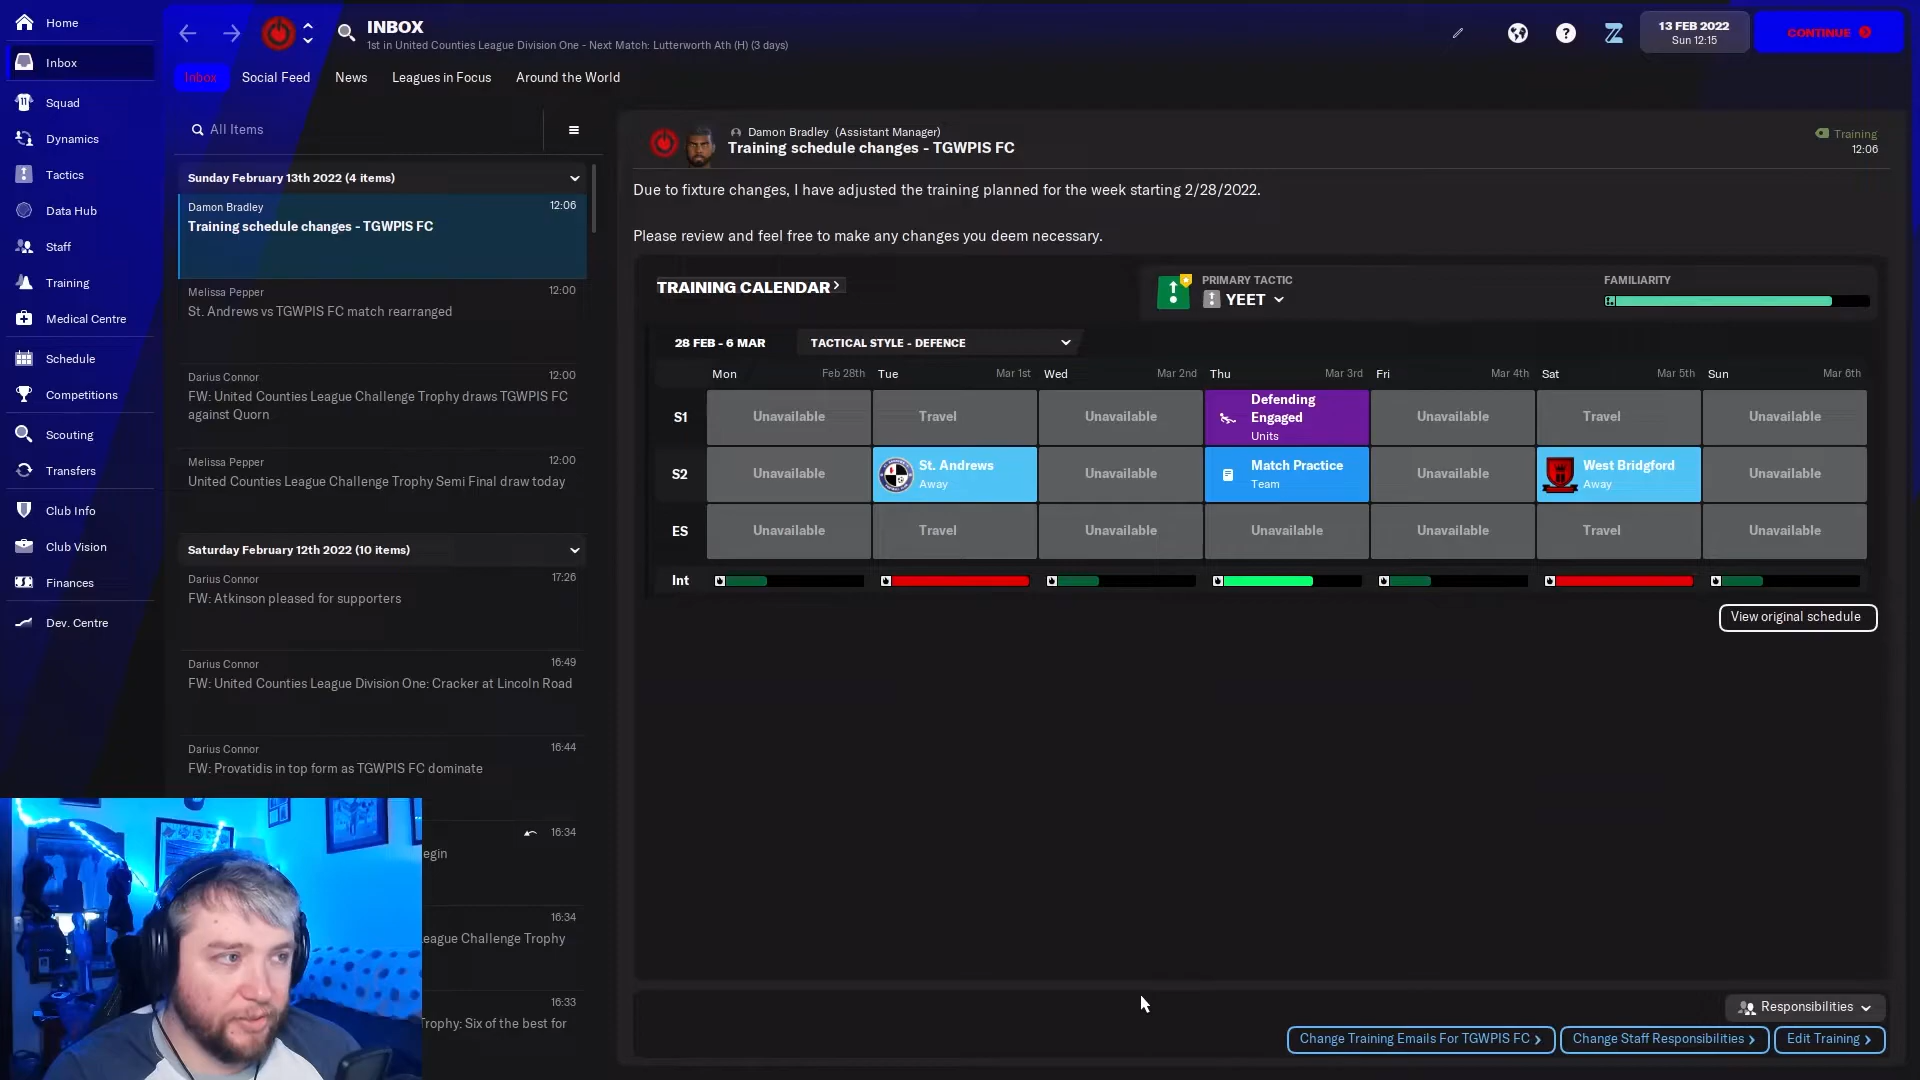 Home
Inbox
Squad
Dynamics
Tactics
Data Hub
Staff
Training
Medical Centre
Schedule
Competitions
Scouting
Transfers
Club Info
Club Vision
Finances
Dev. Centre
INBOX
1st in United Counties League Division One - Next Match: Lutterworth Ath (H) (3 days)
13 FEB 2022
Sun 12:15
CONTINUE
Inbox Social Feed News Leagues in Focus Around the World
All Items
Sunday February 13th 2022 (4 items)
Damon Bradley 12:06
Training schedule changes - TGWPIS FC
Melissa Pepper 12:00
St. Andrews vs TGWPIS FC match rearranged
Darius Connor 12:00
FW: United Counties League Challenge Trophy draws TGWPIS FC
against Quorn
Melissa Pepper 12:00
United Counties League Challenge Trophy Semi Final draw today
Saturday February 12th 2022 (10 items)
Darius Connor 17:26
FW: Atkinson pleased for supporters
Darius Connor 16:49
FW: United Counties League Division One: Cracker at Lincoln Road
Darius Connor 16:44
FW: Provatidis in top form as TGWPIS FC dominate
16:34
egin
16:34
eague Challenge Trophy
16:33
Trophy: Six of the best for
Damon Bradley (Assistant Manager)
Training schedule changes - TGWPIS FC
Training
12:06
Due to fixture changes, I have adjusted the training planned for the week starting 2/28/2022.
Please review and feel free to make any changes you deem necessary.
TRAINING CALENDAR
PRIMARY TACTIC
YEET
FAMILIARITY
28 FEB - 6 MAR TACTICAL STYLE - DEFENCE
Mon Feb 28th Tue Mar 1st Wed Mar 2nd Thu Mar 3rd Fri Mar 4th Sat Mar 5th Sun Mar 6th
S1 Unavailable Travel Unavailable Defending Engaged Units Unavailable Travel Unavailable
S2 Unavailable St. Andrews Away Unavailable Match Practice Team Unavailable West Bridgford Away Unavailable
ES Unavailable Travel Unavailable Unavailable Unavailable Travel Unavailable
Int
View original schedule
Responsibilities
Change Training Emails For TGWPIS FC
Change Staff Responsibilities
Edit Training